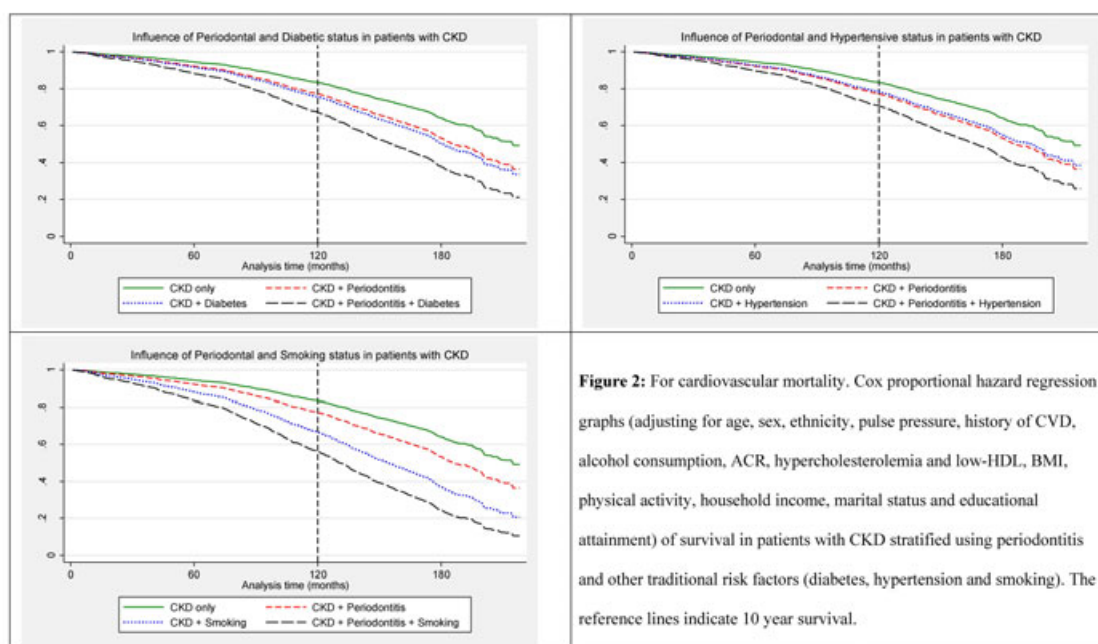 Influence of Periodontal and Diabetic status in patients with CKD
1
.8
.6
.4
.2
0
0 60 120 180
Analysis time (months)
CKD only CKD + Periodontitis
CKD + Diabetes CKD + Periodontitis + Diabetes
Influence of Periodontal and Hypertensive status in patients with CKD
1
.8
.6
.4
.2
0
0 60 120 180
Analysis time (months)
CKD only CKD + Periodontitis
CKD + Hypertension CKD + Periodontitis + Hypertension
Influence of Periodontal and Smoking status in patients with CKD
1
.8
.6
.4
.2
0
0 60 120 180
Analysis time (months)
CKD only CKD + Periodontitis
CKD + Smoking CKD + Periodontitis + Smoking
Figure 2: For cardiovascular mortality. Cox proportional hazard regression
graphs (adjusting for age, sex, ethnicity, pulse pressure, history of CVD,
alcohol consumption, ACR, hypercholesterolemia and low-HDL, BMI,
physical activity, household income, marital status and educational
attainment) of survival in patients with CKD stratified using periodontitis
and other traditional risk factors (diabetes, hypertension and smoking). The
reference lines indicate 10 year survival.